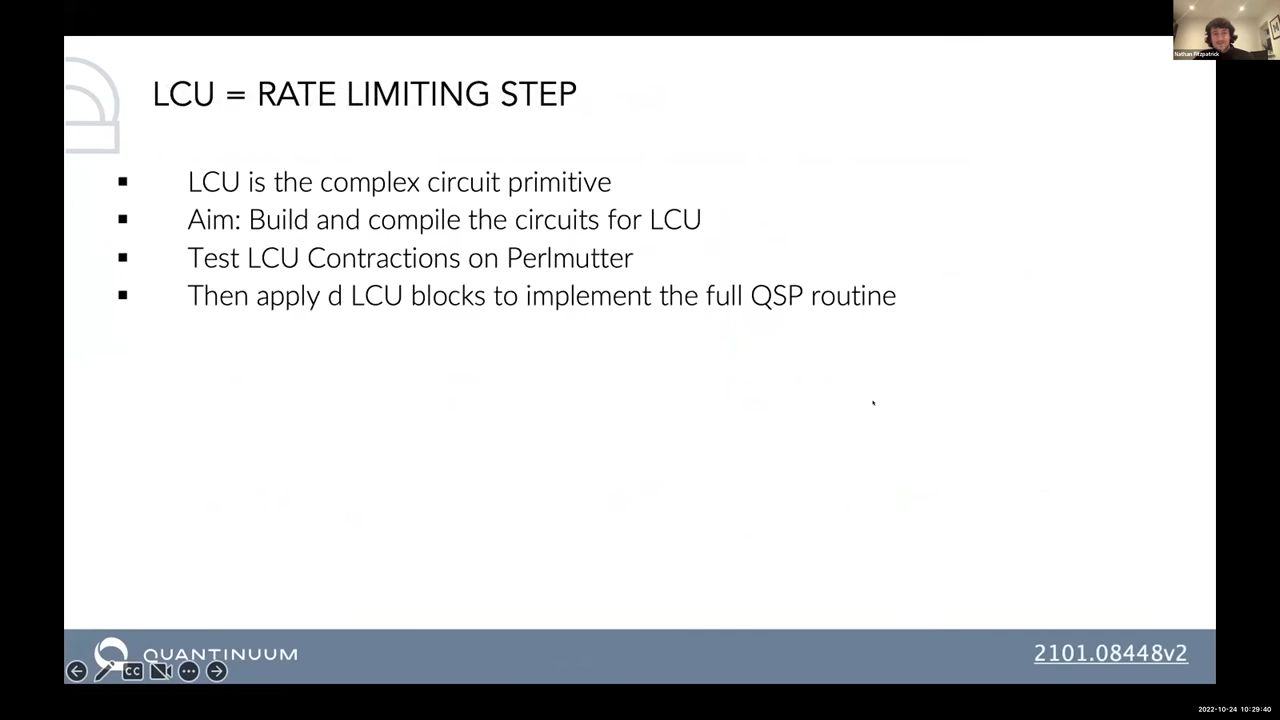 Nathan Fitzpatrick
LCU = RATE LIMITING STEP
▪ LCU is the complex circuit primitive
▪ Aim: Build and compile the circuits for LCU
▪ Test LCU Contractions on Perlmutter
▪ Then apply d LCU blocks to implement the full QSP routine
QUANTINUUM
2101.08448v2
CC
2022-10-24 10:29:40